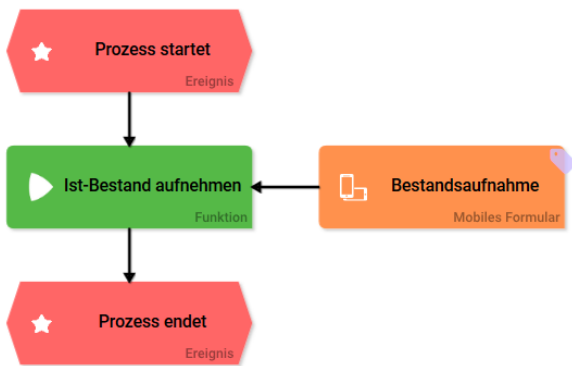 Prozess startet
Ereignis
Ist-Bestand aufnehmen
Funktion
Bestandsaufnahme
Mobiles Formular
Prozess endet
Ereignis